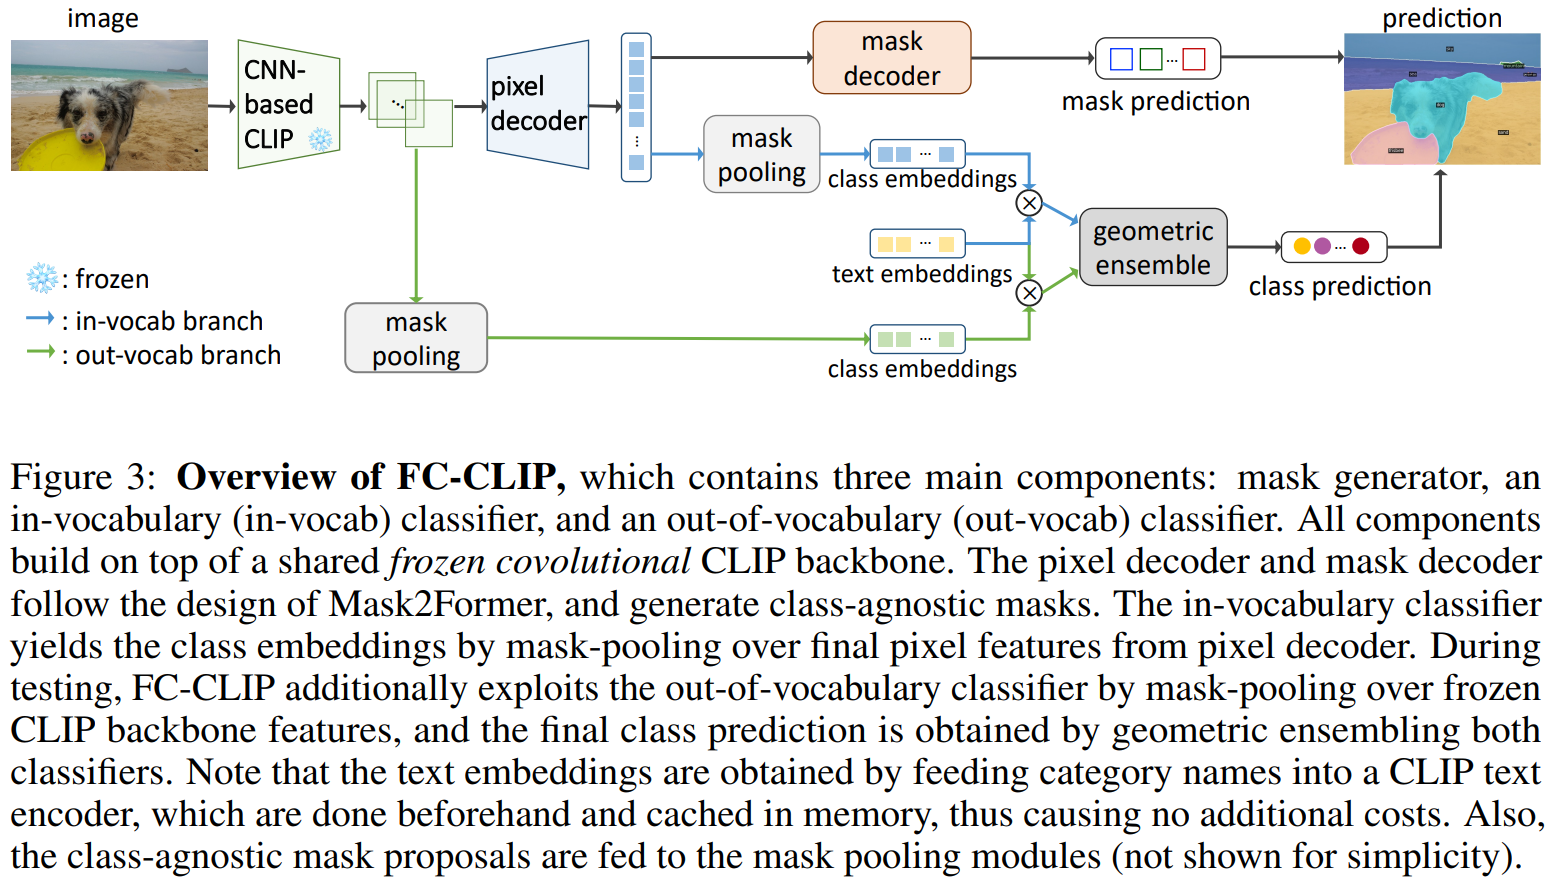 image
prediction
CNN-
based
CLIP
pixel
decoder
mask
decoder
mask prediction
mask
pooling
class embeddings
text embeddings
geometric
ensemble
class prediction
: frozen
: in-vocab branch
: out-vocab branch
mask
pooling
class embeddings
Figure 3: Overview of FC-CLIP, which contains three main components: mask generator, an
in-vocabulary (in-vocab) classifier, and an out-of-vocabulary (out-vocab) classifier. All components
build on top of a shared frozen covolutional CLIP backbone. The pixel decoder and mask decoder
follow the design of Mask2Former, and generate class-agnostic masks. The in-vocabulary classifier
yields the class embeddings by mask-pooling over final pixel features from pixel decoder. During
testing, FC-CLIP additionally exploits the out-of-vocabulary classifier by mask-pooling over frozen
CLIP backbone features, and the final class prediction is obtained by geometric ensembling both
classifiers. Note that the text embeddings are obtained by feeding category names into a CLIP text
encoder, which are done beforehand and cached in memory, thus causing no additional costs. Also,
the class-agnostic mask proposals are fed to the mask pooling modules (not shown for simplicity).